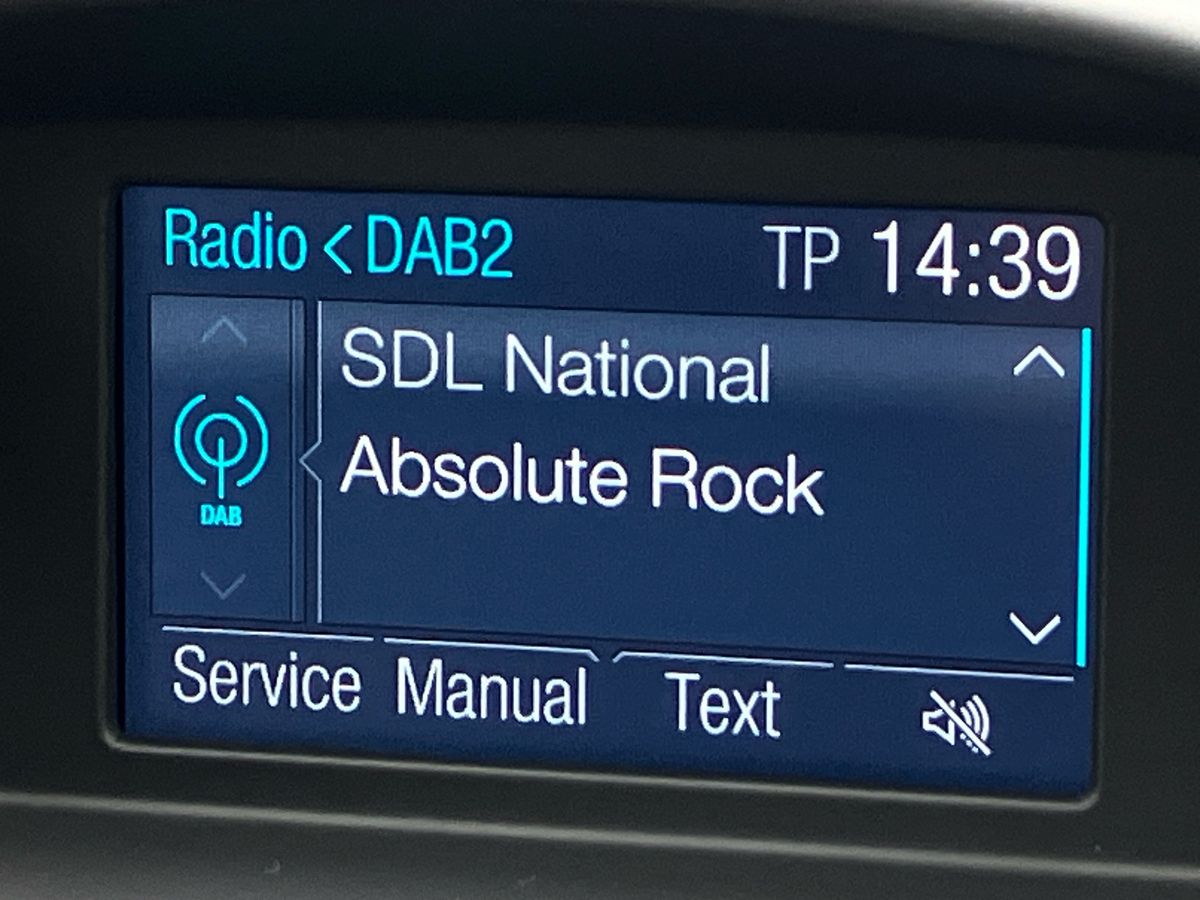 Radio < DAB2 TP 14:39
SDL National
Absolute Rock
DAB
Service Manual Text